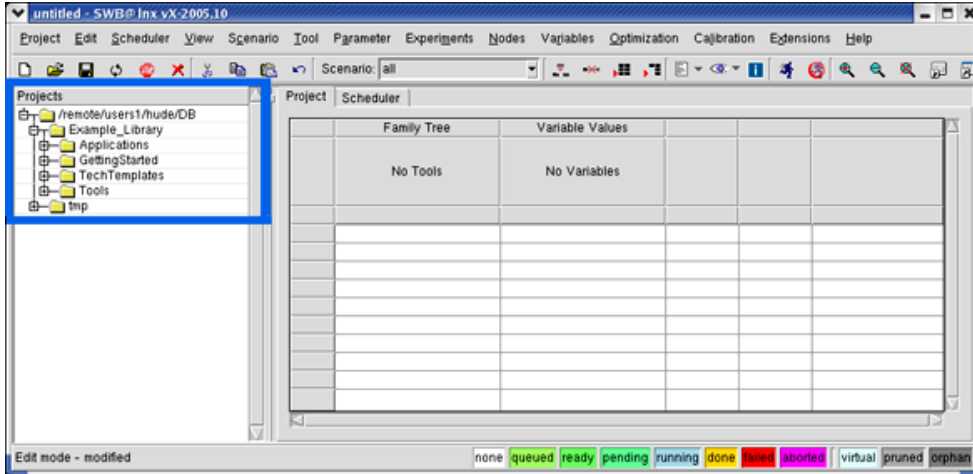 untitled - SWB@lnx vX-2005.10
Project Edit Scheduler View Scenario Tool Parameter Experiments Nodes Variables Optimization Calibration Extensions Help
Scenario: all
Projects
/remote/users1/hude/DB
Example_Library
Applications
GettingStarted
TechTemplates
Tools
tmp
Project Scheduler
Family Tree Variable Values
No Tools No Variables
Edit mode - modified
none queued ready pending running done failed aborted virtual pruned orphan